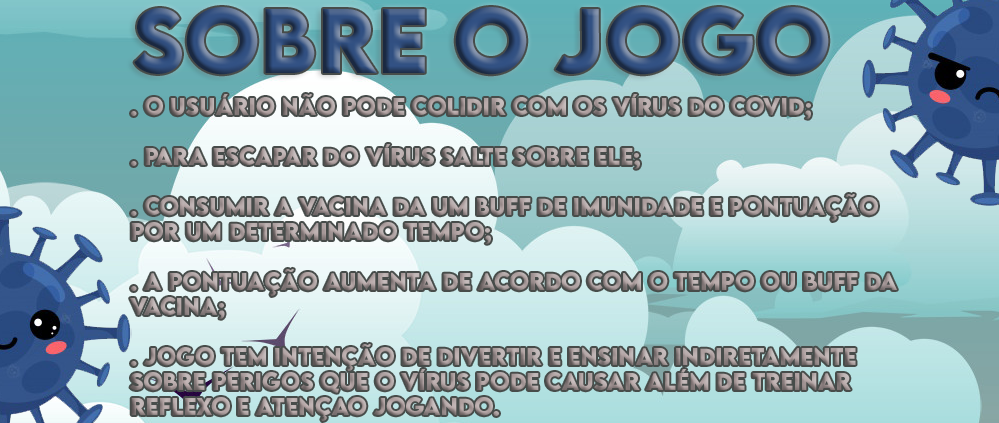 SOBRE O JOGO
. O USUÁRIO NÃO PODE COLIDIR COM OS VÍRUS DO COVID;
. PARA ESCAPAR DO VÍRUS SALTE SOBRE ELE;
. CONSUMIR A VACINA DA UM BUFF DE IMUNIDADE E PONTUAÇÃO
POR UM DETERMINADO TEMPO;
. A PONTUAÇÃO AUMENTA DE ACORDO COM O TEMPO OU BUFF DA
VACINA;
. JOGO TEM INTENÇÃO DE DIVERTIR E ENSINAR INDIRETAMENTE
SOBRE PERIGOS QUE O VÍRUS PODE CAUSAR ALÉM DE TREINAR
REFLEXO E ATENÇAO JOGANDO.